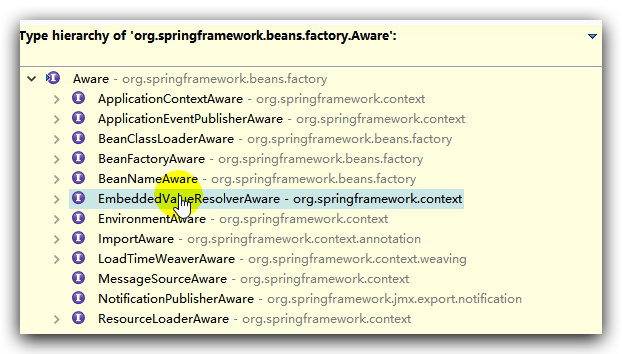 Type hierarchy of 'org.springframework.beans.factory.Aware':
Aware - org.springframework.beans.factory
ApplicationContextAware - org.springframework.context
ApplicationEventPublisherAware - org.springframework.context
BeanClassLoaderAware - org.springframework.beans.factory
BeanFactoryAware - org.springframework.beans.factory
BeanNameAware - org.springframework.beans.factory
EmbeddedValueResolverAware - org.springframework.context
EnvironmentAware - org.springframework.context
ImportAware - org.springframework.context.annotation
LoadTimeWeaverAware - org.springframework.context.weaving
MessageSourceAware - org.springframework.context
NotificationPublisherAware - org.springframework.jmx.export.notification
ResourceLoaderAware - org.springframework.context